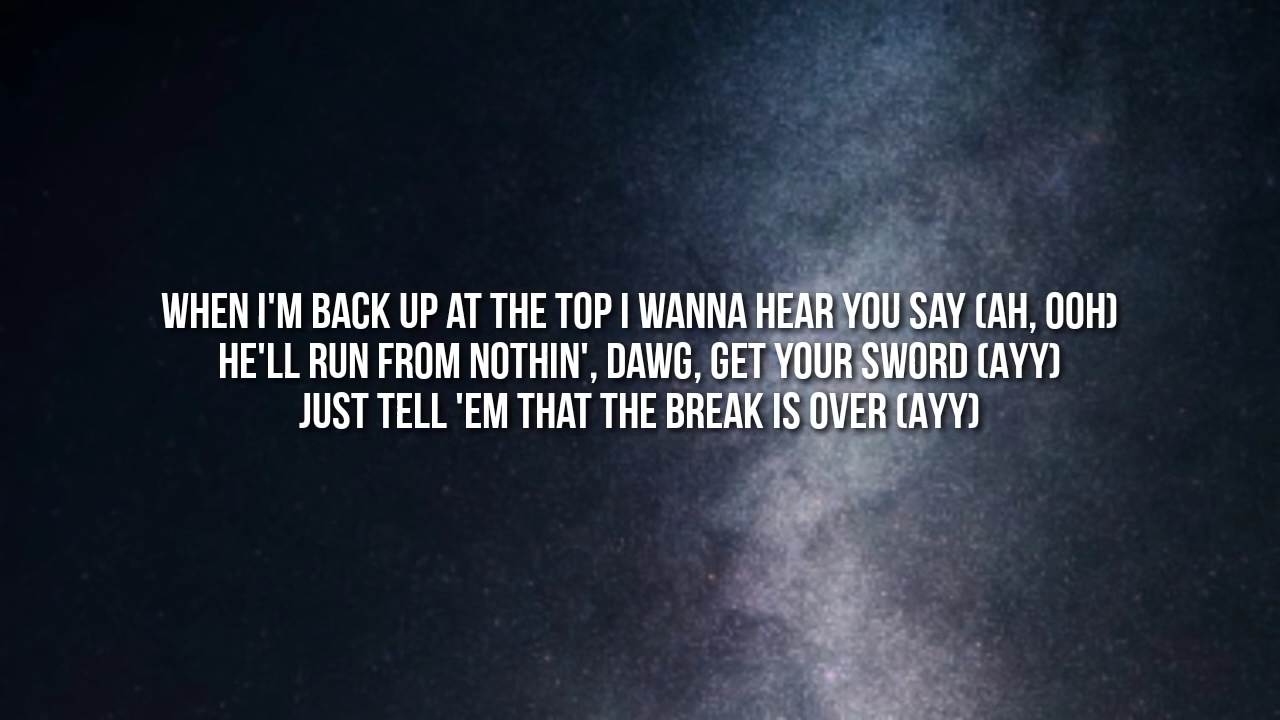 WHEN I'M BACK UP AT THE TOP I WANNA HEAR YOU SAY (AH, OOH)
HE'LL RUN FROM NOTHIN', DAWG, GET YOUR SWORD (AYY)
JUST TELL 'EM THAT THE BREAK IS OVER (AYY)